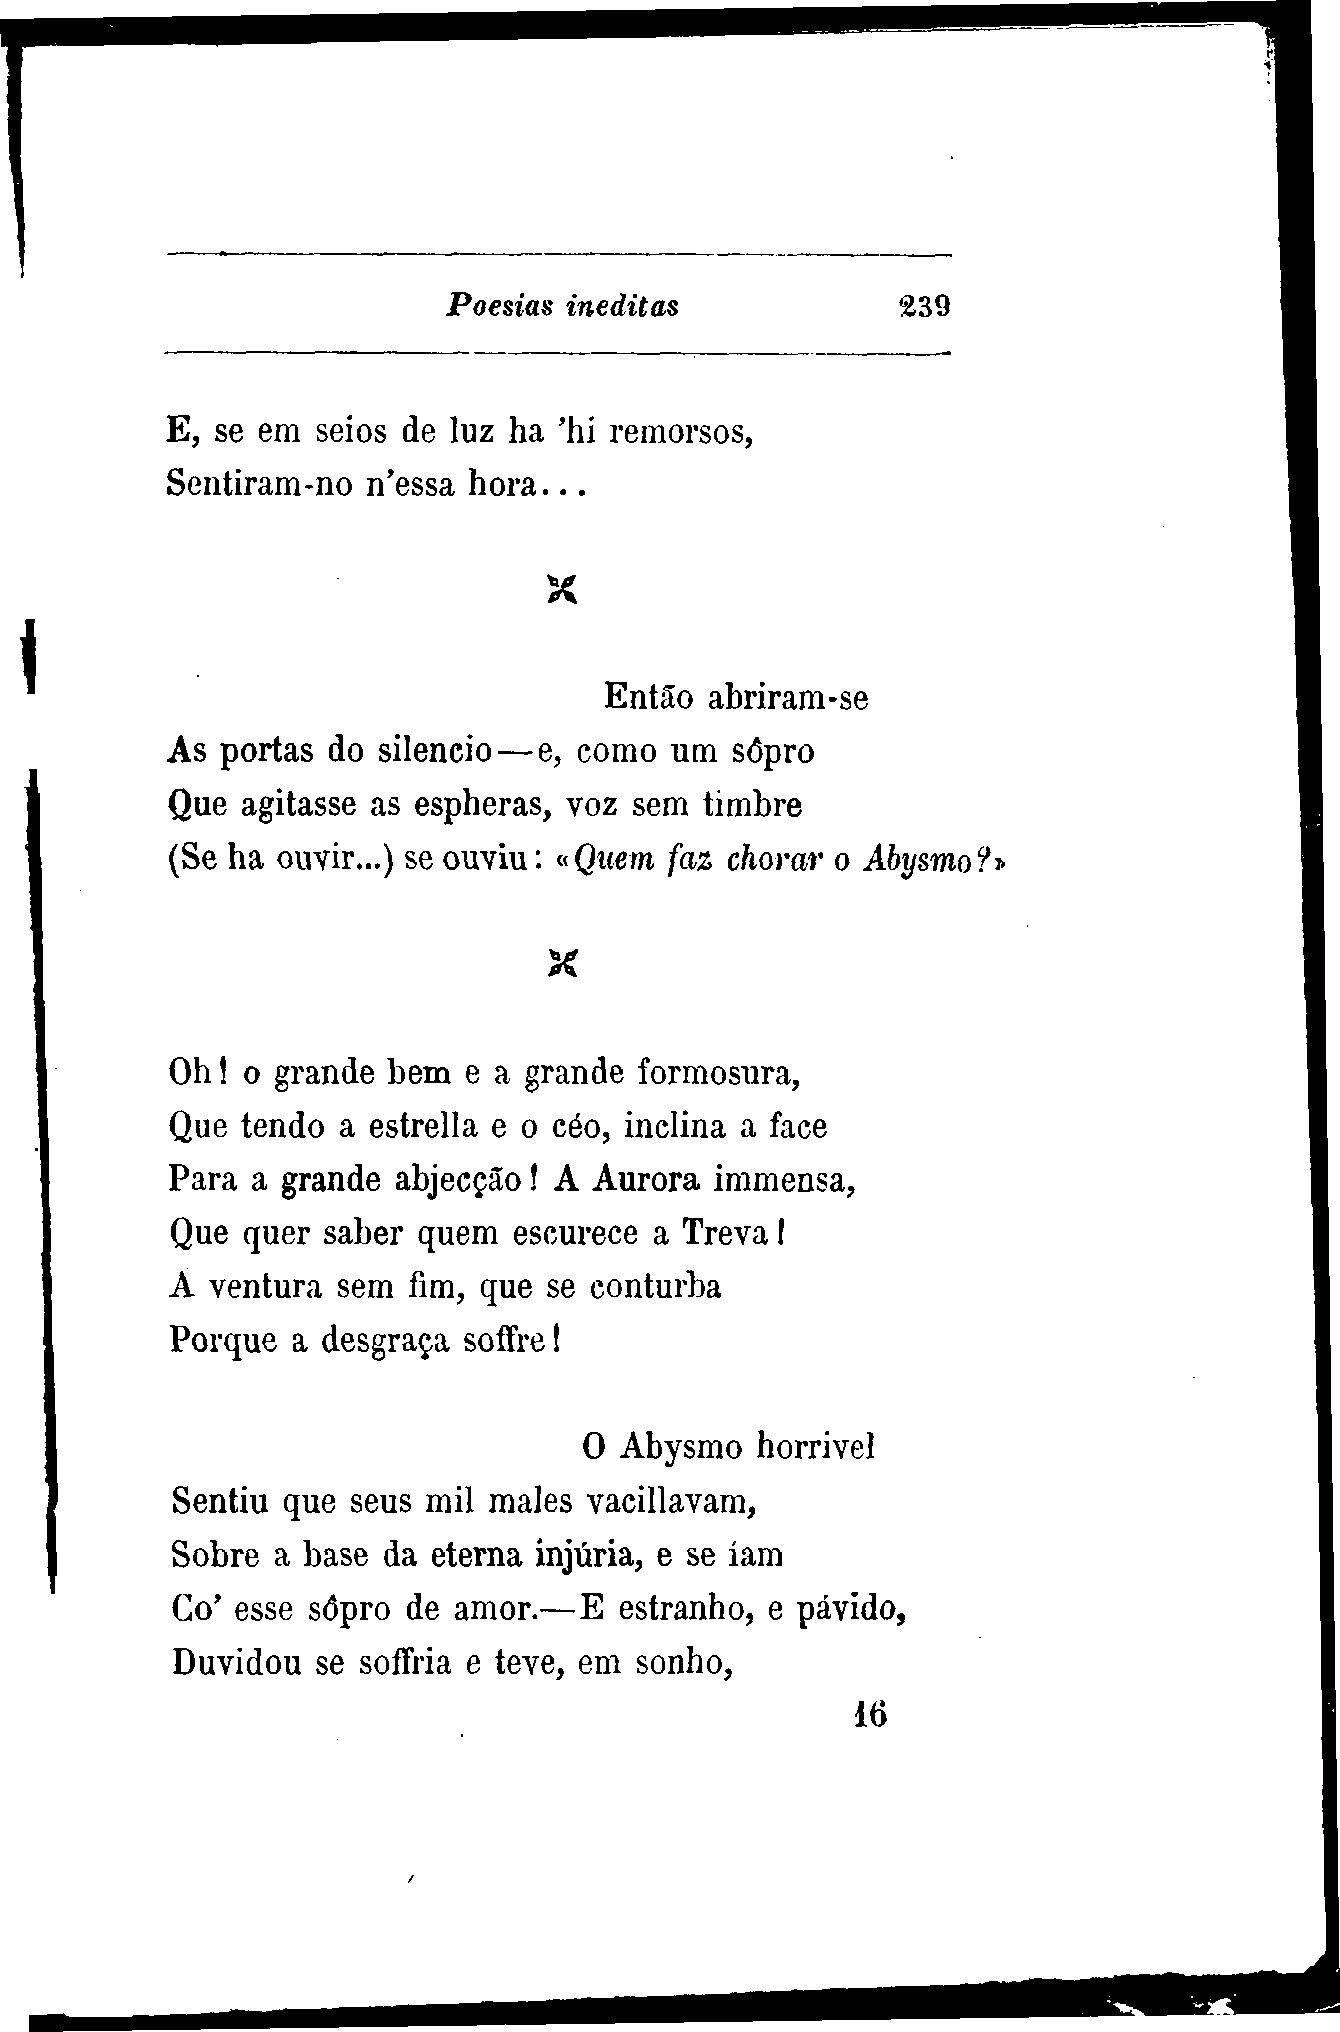 Poesias ineditas 239
E, se em seios de luz ha 'hi remorsos,
Sentiram-no n'essa hora...
Então abriram-se
As portas do silencio—e, como um sôpro
Que agitasse as espheras, voz sem timbre
(Se ha ouvir...) se ouviu: «Quem faz chorar o Abysmo?»
Oh! o grande bem e a grande formosura,
Que tendo a estrella e o céo, inclina a face
Para a grande abjecção! A Aurora immensa,
Que quer saber quem escurece a Treva!
A ventura sem fim, que se conturba
Porque a desgraça soffre!
O Abysmo horrivel
Sentiu que seus mil males vacillavam,
Sobre a base da eterna injúria, e se íam
Co' esse sôpro de amor.—E estranho, e pávido,
Duvidou se soffria e teve, em sonho,
16